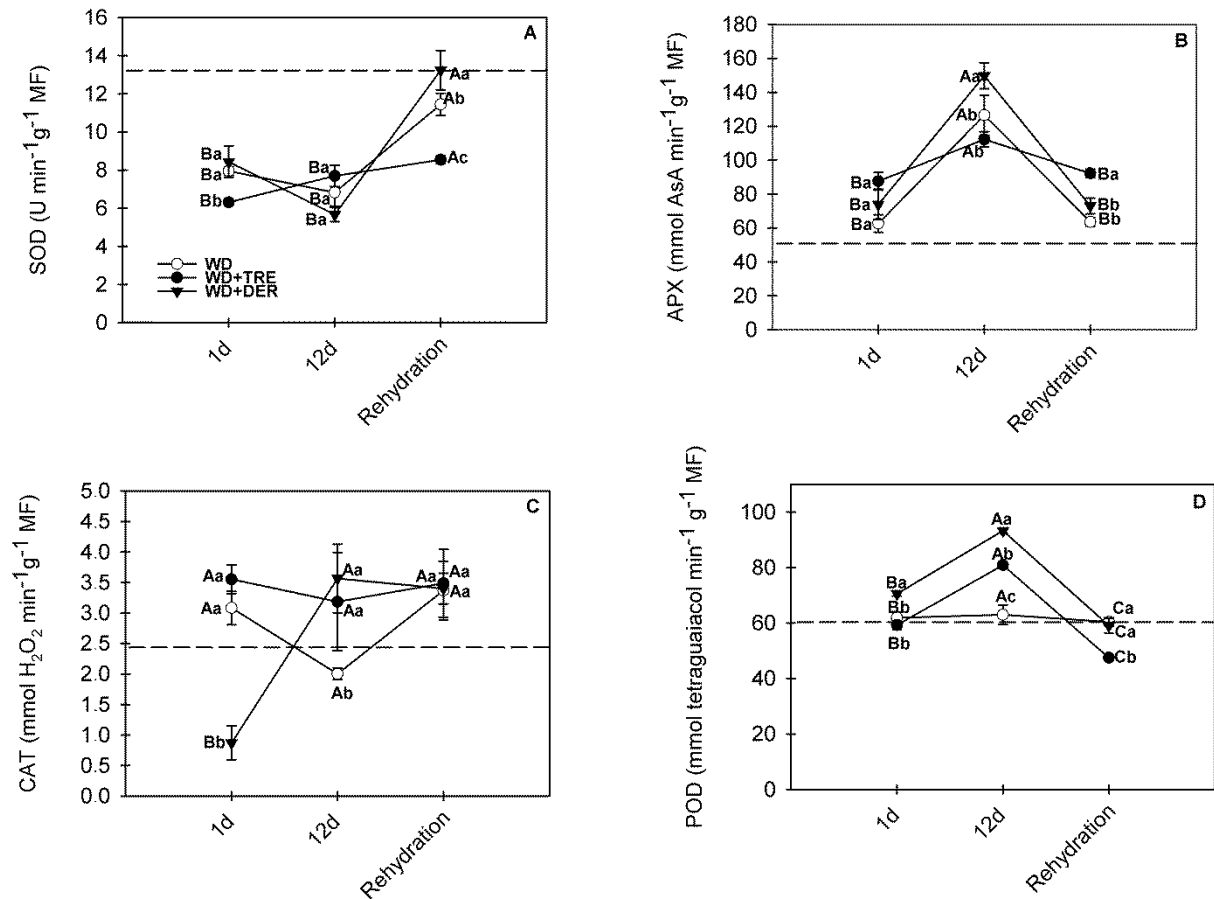 A
SOD (U min⁻¹g⁻¹ MF)
16
14
12
10
8
6
4
2
0
Aa
Ab
Ac
Ba
Ba
Bb
Ba
Ba
Ba
WD
WD+TRE
WD+DER
1d
12d
Rehydration
B
APX (mmol AsA min⁻¹g⁻¹ MF)
180
160
140
120
100
80
60
40
20
0
Aa
Ab
Ab
Ba
Ba
Ba
Ba
Bb
Bb
1d
12d
Rehydration
C
CAT (mmol H₂O₂ min⁻¹g⁻¹ MF)
5.0
4.5
4.0
3.5
3.0
2.5
2.0
1.5
1.0
0.5
0.0
Aa
Aa
Bb
Aa
Aa
Ab
Aa
Aa
Aa
1d
12d
Rehydration
D
POD (mmol tetraguaiacol min⁻¹ g⁻¹ MF)
100
80
60
40
20
0
Aa
Ab
Ac
Ba
Bb
Bb
Ca
Ca
Cb
1d
12d
Rehydration